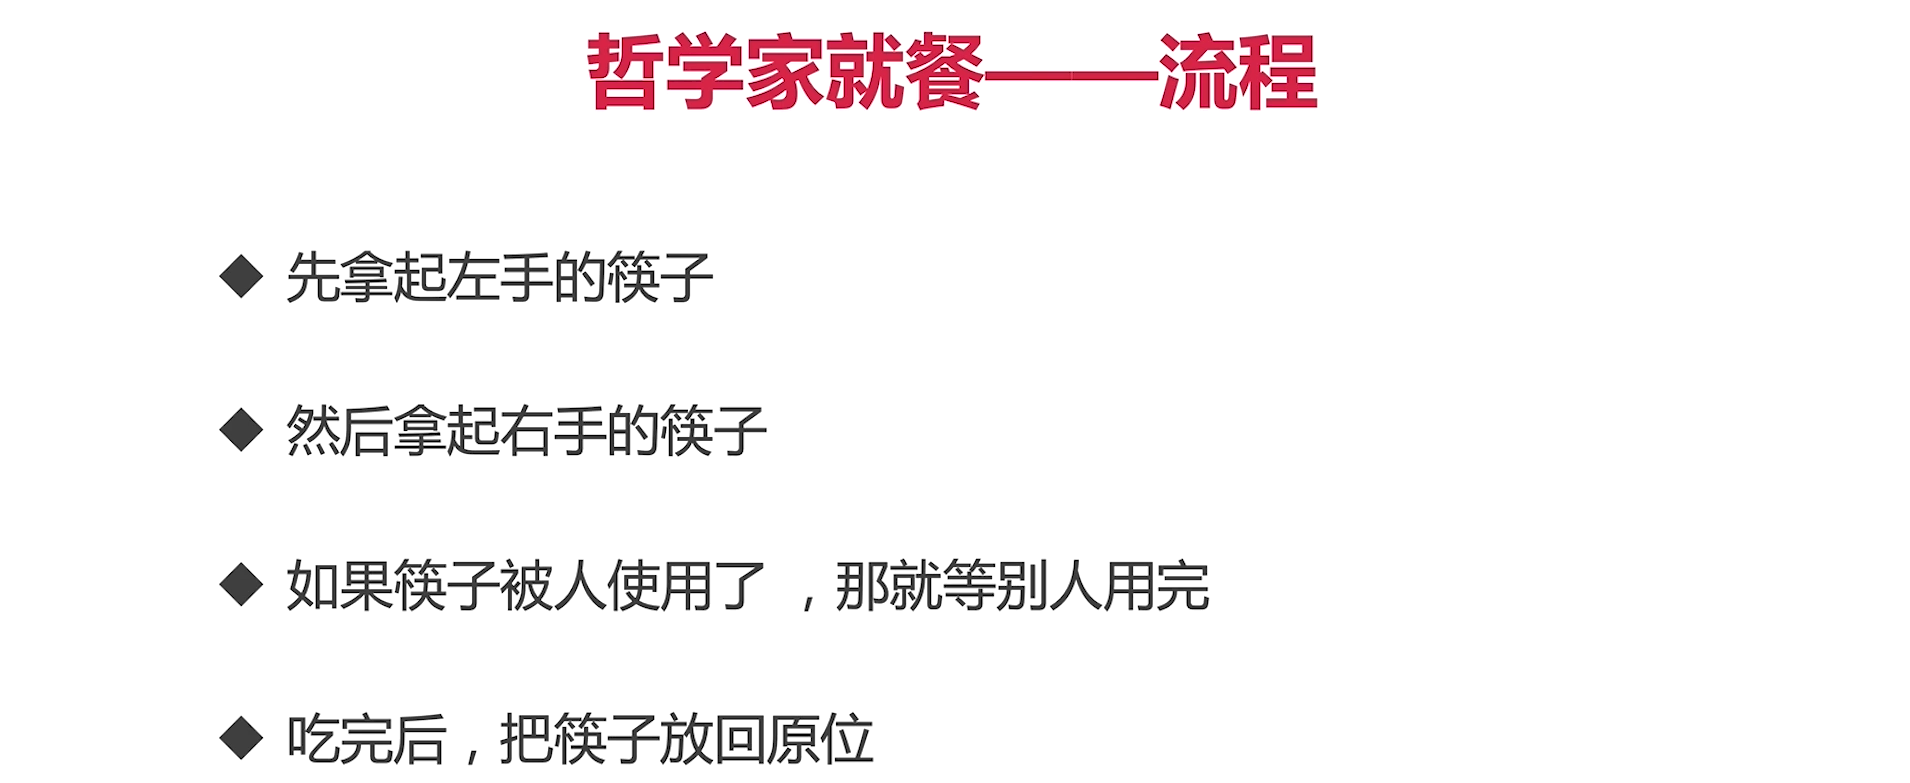 哲学家就餐——流程
◆ 先拿起左手的筷子
◆ 然后拿起右手的筷子
◆ 如果筷子被人使用了 ，那就等别人用完
◆ 吃完后，把筷子放回原位